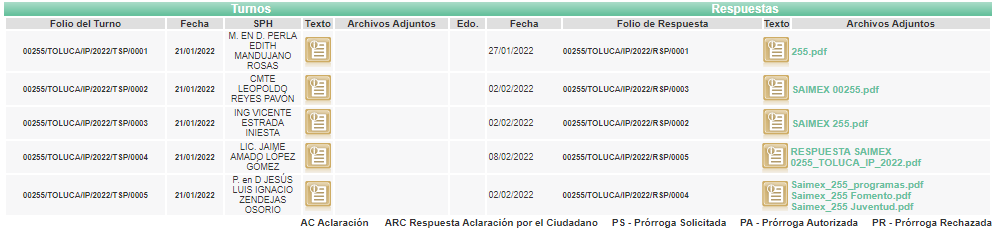 Turnos Respuestas
Folio del Turno Fecha SPH Texto Archivos Adjuntos Edo. Fecha Folio de Respuesta Texto Archivos Adjuntos
00255/TOLUCA/IP/2022/TSP/0001 21/01/2022 M. EN D. PERLA
EDITH
MANDUJANO
ROSAS
27/01/2022 00255/TOLUCA/IP/2022/RSP/0001 255.pdf
00255/TOLUCA/IP/2022/TSP/0002 21/01/2022 CMTE
LEOPOLDO
REYES PAVÓN
02/02/2022 00255/TOLUCA/IP/2022/RSP/0003 SAIMEX 00255.pdf
00255/TOLUCA/IP/2022/TSP/0003 21/01/2022 ING VICENTE
ESTRADA
INIESTA
02/02/2022 00255/TOLUCA/IP/2022/RSP/0002 SAIMEX 255.pdf
00255/TOLUCA/IP/2022/TSP/0004 21/01/2022 LIC. JAIME
AMADO LÓPEZ
GÓMEZ
08/02/2022 00255/TOLUCA/IP/2022/RSP/0005 RESPUESTA SAIMEX
0255_TOLUCA_IP_2022.pdf
00255/TOLUCA/IP/2022/TSP/0005 21/01/2022 P. en D JESÚS
LUIS IGNACIO
ZENDEJAS
OSORIO
02/02/2022 00255/TOLUCA/IP/2022/RSP/0004 Saimex_255_programas.pdf
Saimex_255 Fomento.pdf
Saimex_255 Juventud.pdf
AC Aclaración ARC Respuesta Aclaración por el Ciudadano PS - Prórroga Solicitada PA - Prórroga Autorizada PR - Prórroga Rechazada